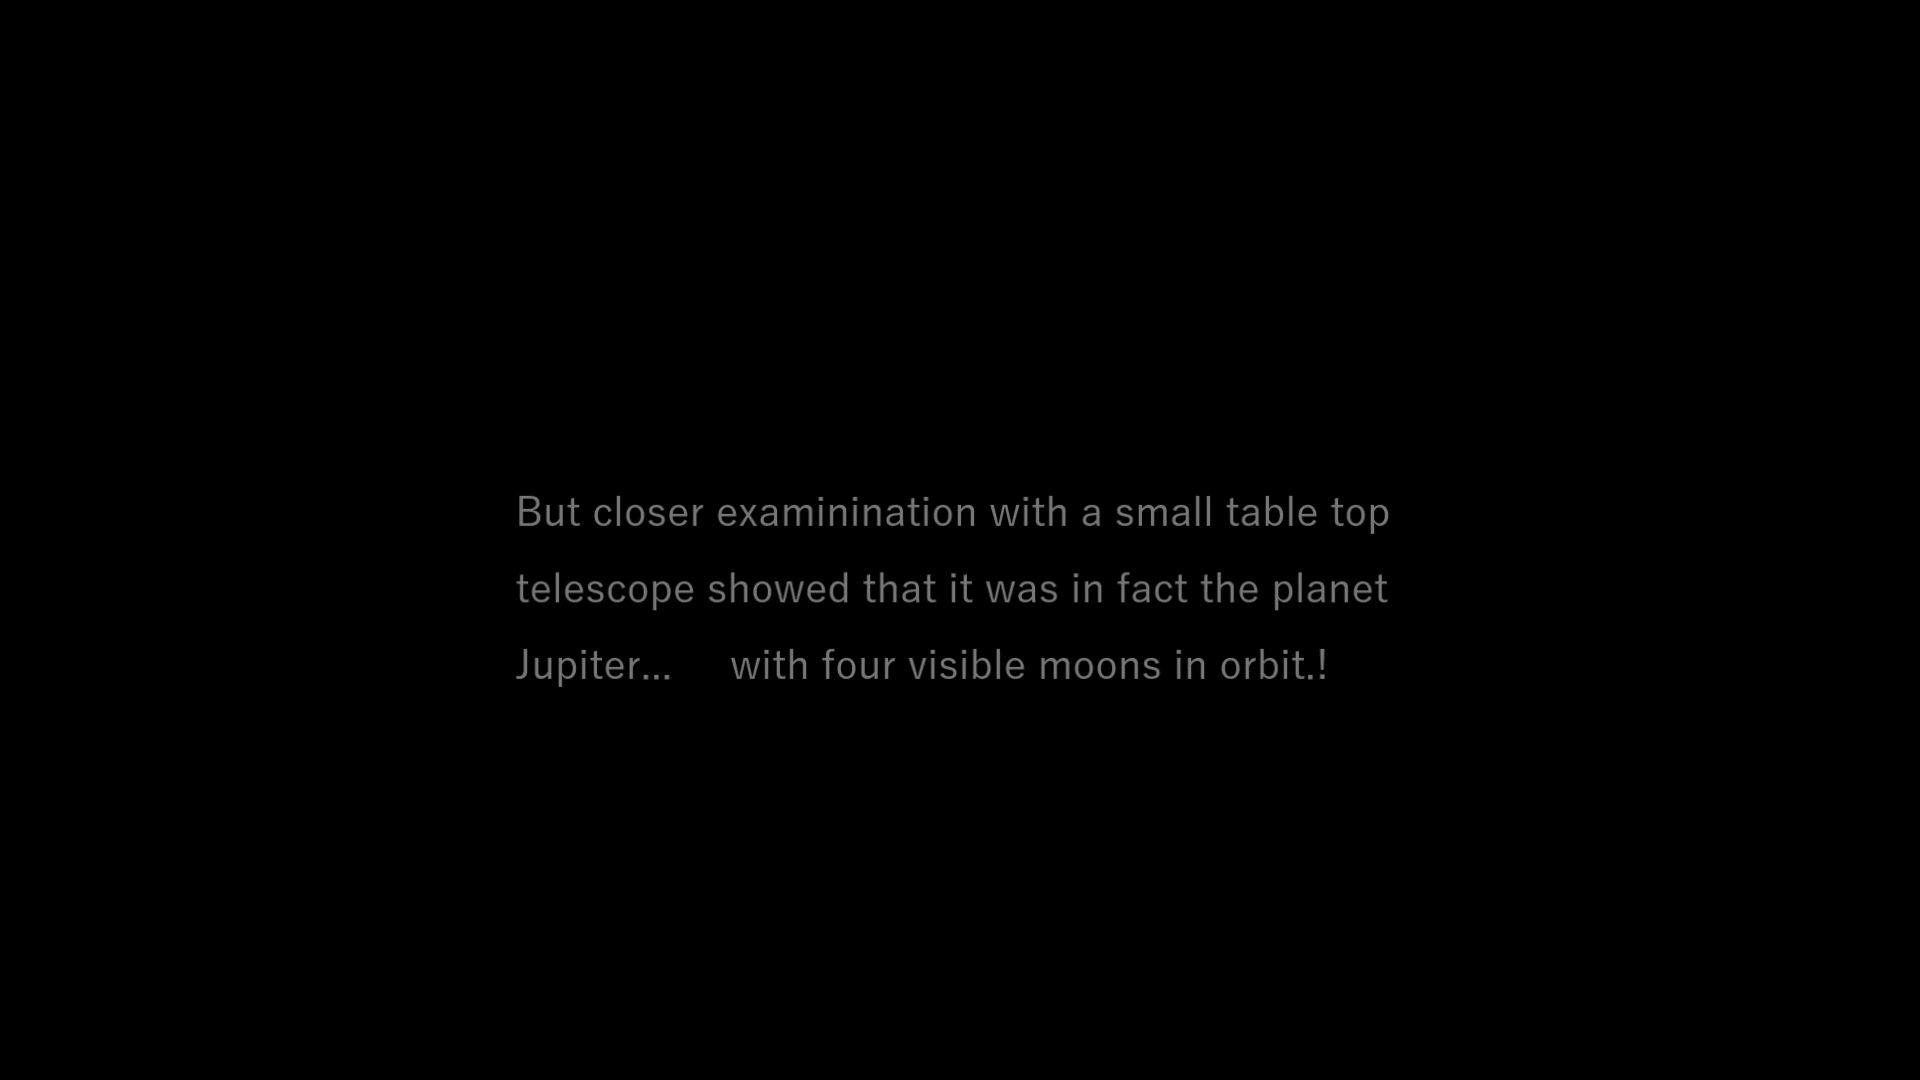 But closer examinination with a small table top
telescope showed that it was in fact the planet
Jupiter...    with four visible moons in orbit.!